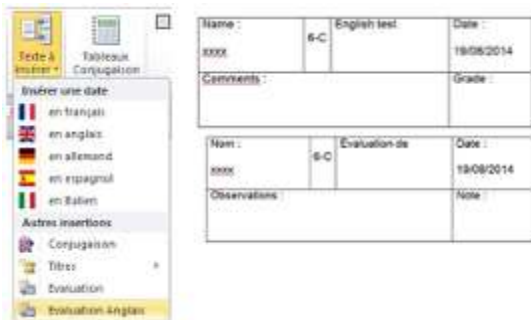 Texte à
insérer
Tableaux
Conjugaison
Insérer une date
en français
en anglais
en allemand
en espagnol
en Italien
Autres insertions
Conjugaison
Titres
Evaluation
Evaluation Anglais
Name :
xxxx
6-C
English test
Date :
19/08/2014
Comments :
Grade :
Nom :
xxxx
6-C
Evaluation de
Date :
19/08/2014
Observations :
Note :